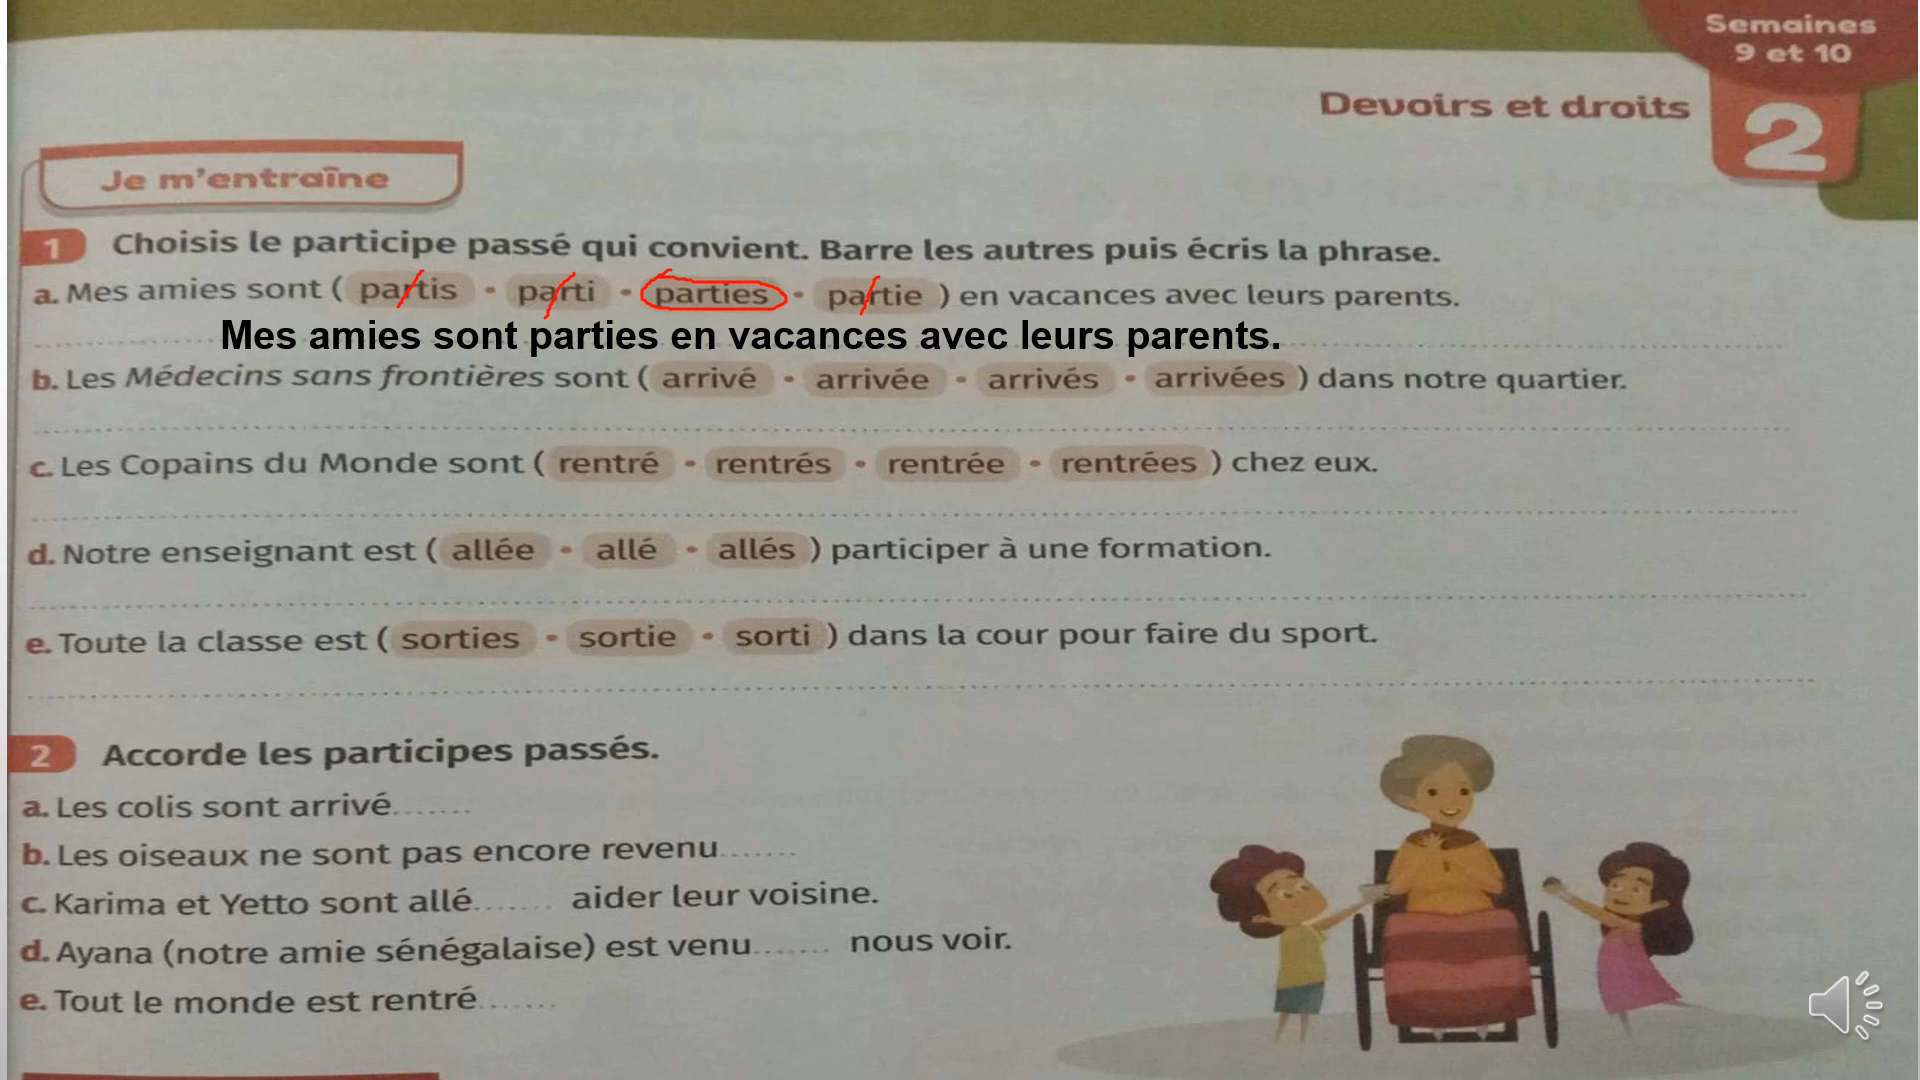 Semaines
9 et 10
Devoirs et droits
2
Je m'entraîne
1 Choisis le participe passé qui convient. Barre les autres puis écris la phrase.
a. Mes amies sont ( partis • parti • parties • partie ) en vacances avec leurs parents.
Mes amies sont parties en vacances avec leurs parents.
b. Les Médecins sans frontières sont ( arrivé • arrivée • arrivés • arrivées ) dans notre quartier.
c. Les Copains du Monde sont ( rentré • rentrés • rentrée • rentrées ) chez eux.
d. Notre enseignant est ( allée • allé • allés ) participer à une formation.
e. Toute la classe est ( sorties • sortie • sorti ) dans la cour pour faire du sport.
2 Accorde les participes passés.
a. Les colis sont arrivé.......
b. Les oiseaux ne sont pas encore revenu.......
c. Karima et Yetto sont allé....... aider leur voisine.
d. Ayana (notre amie sénégalaise) est venu....... nous voir.
e. Tout le monde est rentré.......